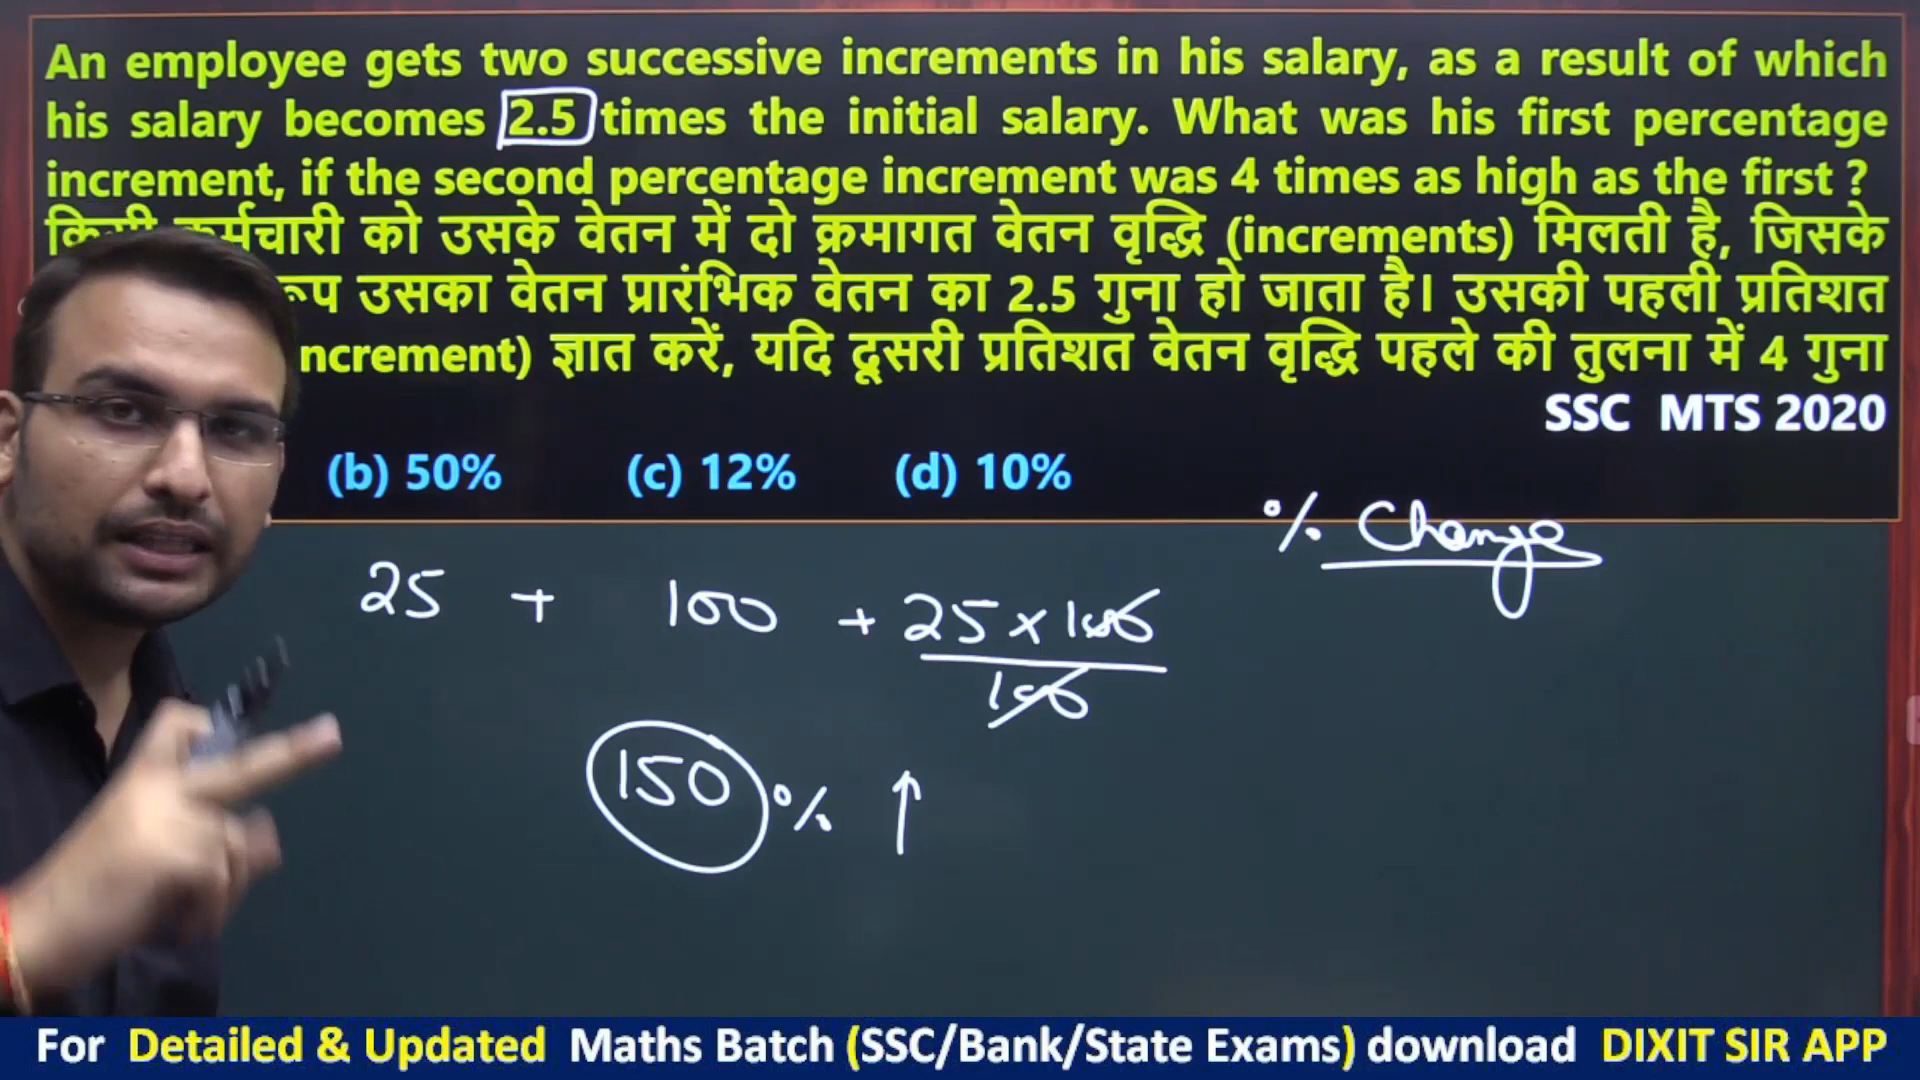 An employee gets two successive increments in his salary, as a result of which
his salary becomes 2.5 times the initial salary. What was his first percentage
increment, if the second percentage increment was 4 times as high as the first ?
कर्मचारी को उसके वेतन में दो क्रमागत वेतन वृद्धि (increments) मिलती है, जिसके
रूप उसका वेतन प्रारंभिक वेतन का 2.5 गुना हो जाता है। उसकी पहली प्रतिशत
ncrement) ज्ञात करें, यदि दूसरी प्रतिशत वेतन वृद्धि पहले की तुलना में 4 गुना
SSC MTS 2020
(b) 50% (c) 12% (d) 10%
% Change
25 + 100 + 25 × 100
100
150 % ↑
For Detailed & Updated Maths Batch (SSC/Bank/State Exams) download DIXIT SIR APP